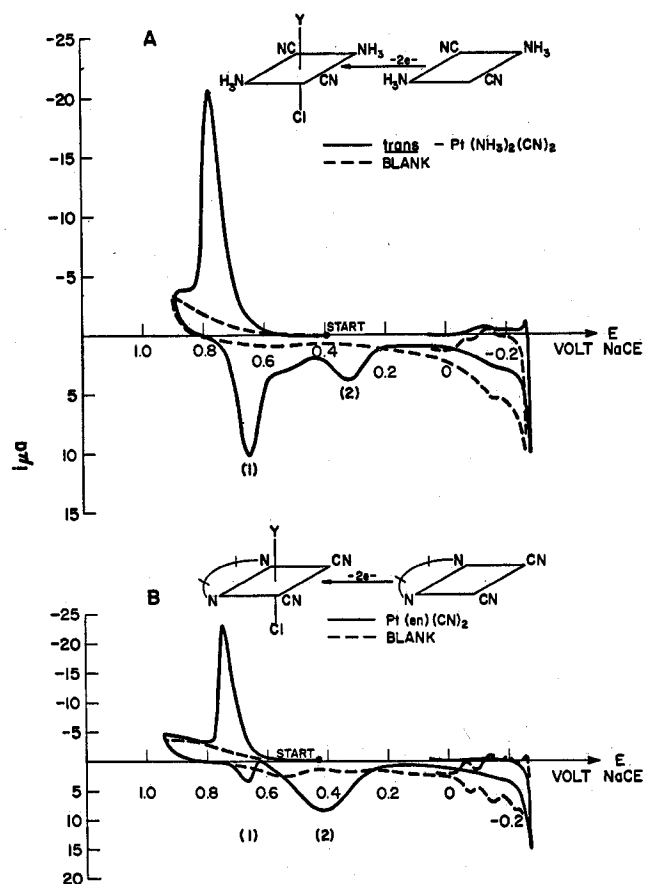 A
Y
NC
NH₃
-2e-
NC
NH₃
H₃N
CN
H₃N
CN
Cl
trans - Pt(NH₃)₂(CN)₂
BLANK
-25
-20
-15
-10
-5
START
E
1.0 0.8 0.6 0.4 0.2 0 -0.2
VOLT NaCE
5
10
15
iμa
(1)
(2)
B
Y
N
CN
-2e-
N
CN
N
CN
N
CN
Cl
Pt(en)(CN)₂
BLANK
-25
-20
-15
-10
-5
START
E
1.0 0.8 0.6 0.4 0.2 0 -0.2
VOLT NaCE
5
10
15
20
(1)
(2)